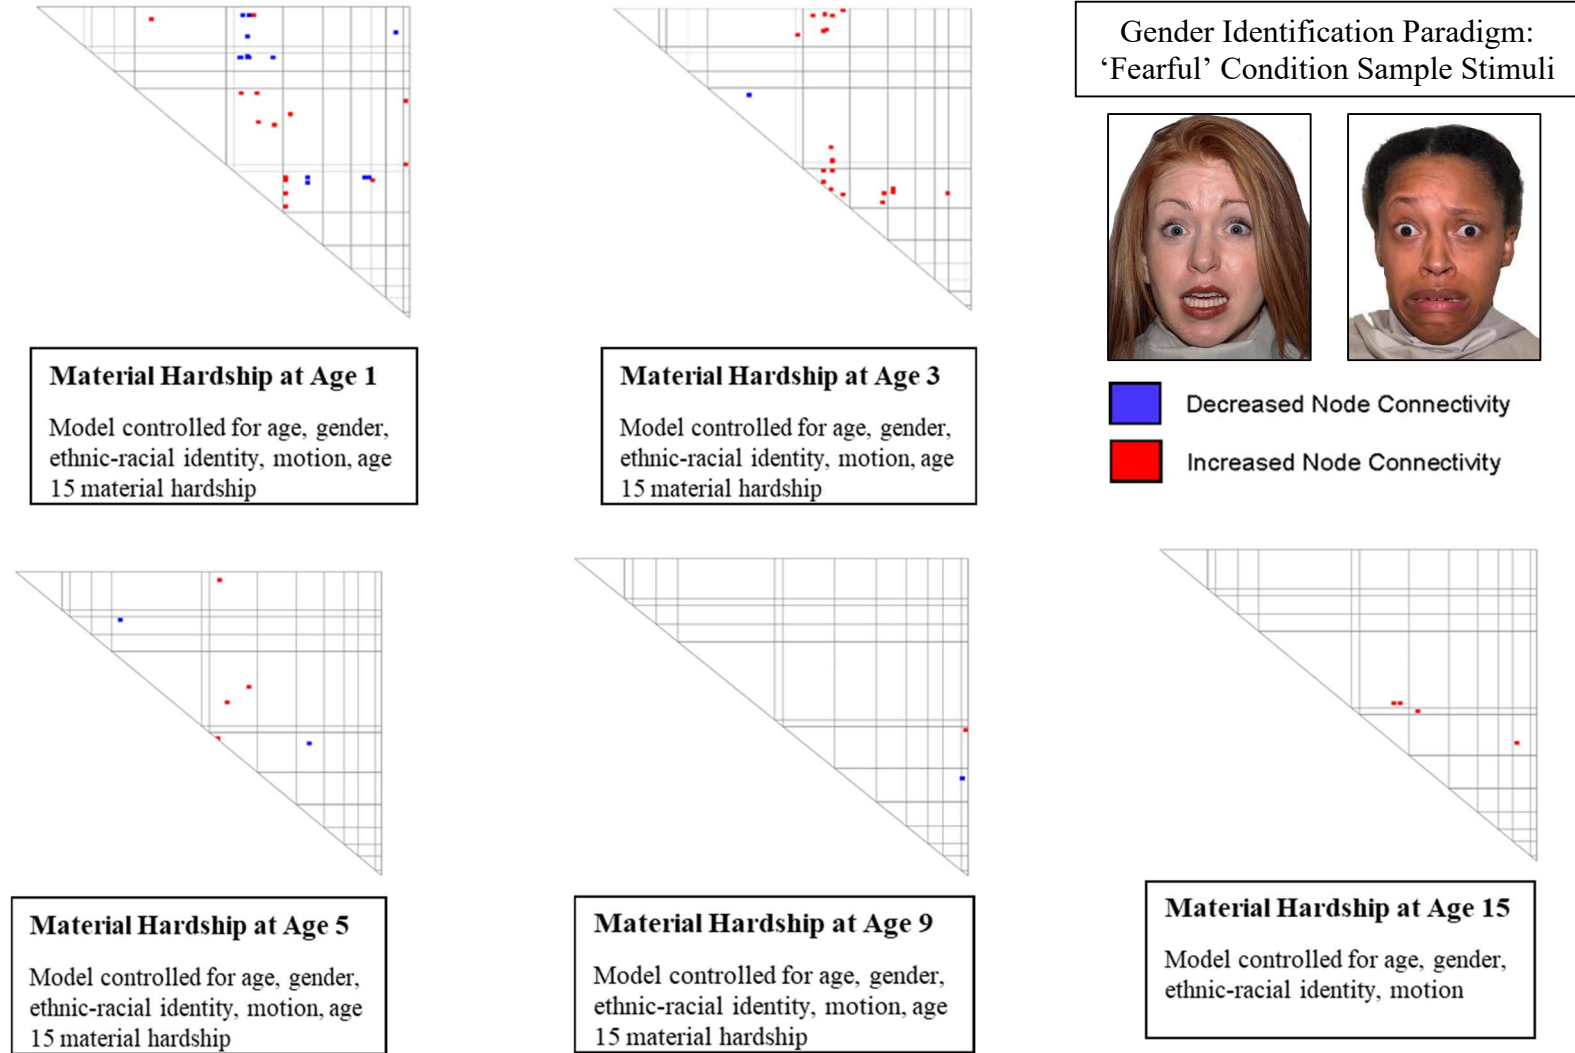 Gender Identification Paradigm:
‘Fearful’ Condition Sample Stimuli
Material Hardship at Age 1
Model controlled for age, gender,
ethnic-racial identity, motion, age
15 material hardship
Material Hardship at Age 3
Model controlled for age, gender,
ethnic-racial identity, motion, age
15 material hardship
Decreased Node Connectivity
Increased Node Connectivity
Material Hardship at Age 5
Model controlled for age, gender,
ethnic-racial identity, motion, age
15 material hardship
Material Hardship at Age 9
Model controlled for age, gender,
ethnic-racial identity, motion, age
15 material hardship
Material Hardship at Age 15
Model controlled for age, gender,
ethnic-racial identity, motion